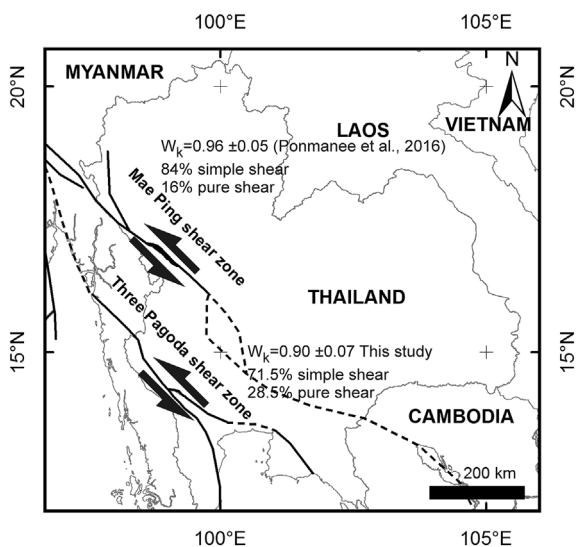 100°E 105°E
MYANMAR
N
20°N 20°N
LAOS
VIETNAM
Wk=0.96 ±0.05 (Ponmanee et al., 2016)
84% simple shear
16% pure shear
Mae Ping shear zone
THAILAND
Three Pagoda shear zone
15°N 15°N
Wk=0.90 ±0.07 This study
71.5% simple shear
28.5% pure shear
CAMBODIA
200 km
100°E 105°E